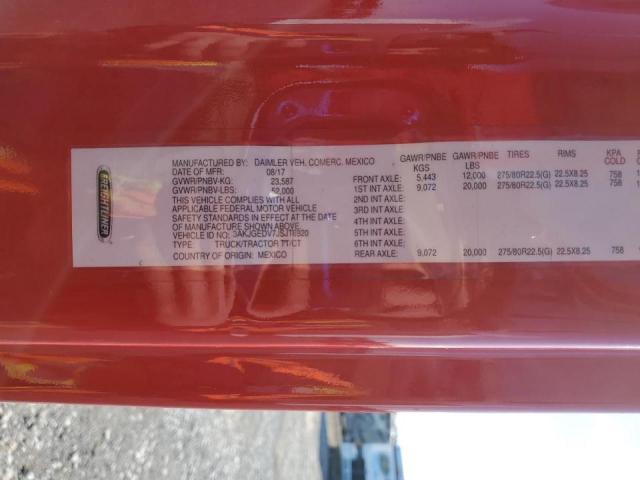 FREIGHTLINER
MANUFACTURED BY: DAIMLER VEH. COMERC. MEXICO
DATE OF MFR: 08/17
GVWR/PNBV-KG: 23,587
GVWR/PNBV-LBS: 52,000
THIS VEHICLE COMPLIES WITH ALL
APPLICABLE FEDERAL MOTOR VEHICLE
SAFETY STANDARDS IN EFFECT ON DATE
OF MANUFACTURE SHOWN ABOVE.
VEHICLE ID NO:
TYPE: TRUCK/TRACTOR TT/CT
COUNTRY OF ORIGIN: MEXICO
GAWR/PNBE KGS GAWR/PNBE LBS TIRES RIMS KPA COLD
FRONT AXLE: 5,443 12,000 275/80R22.5(G) 22.5X8.25 758
1ST INT AXLE: 9,072 20,000 275/80R22.5(G) 22.5X8.25 758
2ND INT AXLE:
3RD INT AXLE:
4TH INT AXLE:
5TH INT AXLE:
6TH INT AXLE:
REAR AXLE: 9,072 20,000 275/80R22.5(G) 22.5X8.25 758